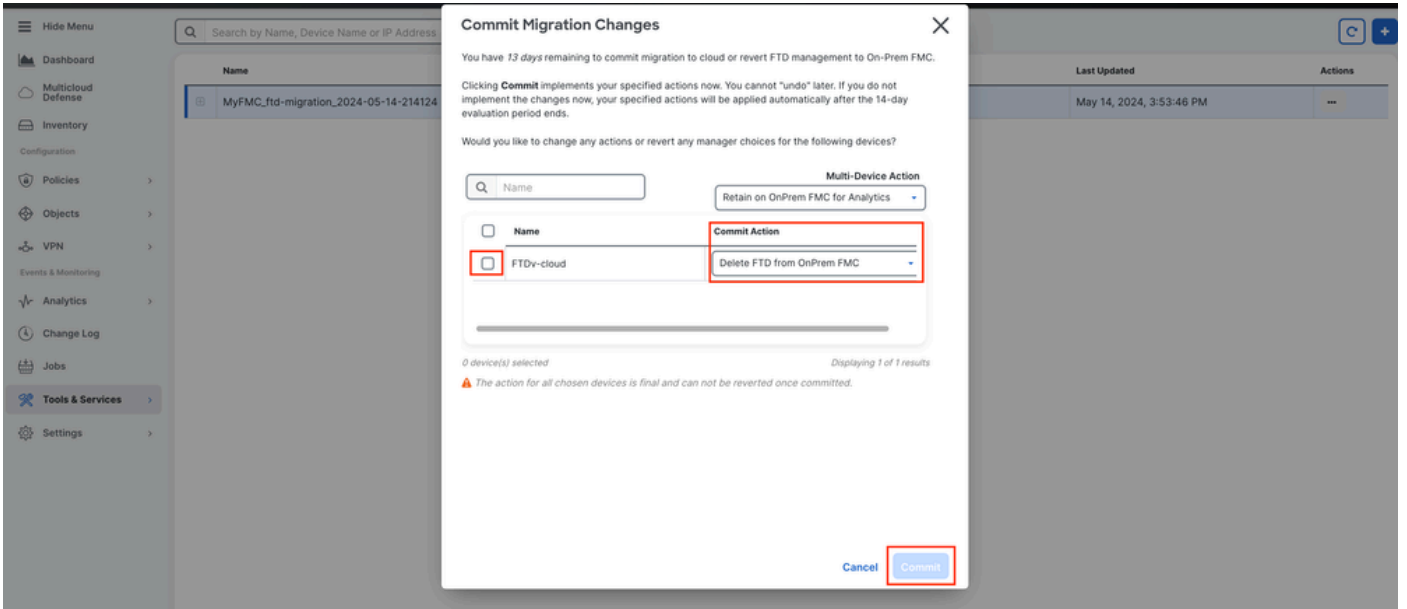 Hide Menu
Dashboard
Multicloud
Defense
Inventory
Configuration
Policies
Objects
VPN
Events & Monitoring
Analytics
Change Log
Jobs
Tools & Services
Settings
Search by Name, Device Name or IP Address
Name
Last Updated
Actions
MyFMC_ftd-migration_2024-05-14-214124
May 14, 2024, 3:53:46 PM
Commit Migration Changes
You have 13 days remaining to commit migration to cloud or revert FTD management to On-Prem FMC.
Clicking Commit implements your specified actions now. You cannot "undo" later. If you do not
implement the changes now, your specified actions will be applied automatically after the 14-day
evaluation period ends.
Would you like to change any actions or revert any manager choices for the following devices?
Multi-Device Action
Name
Retain on OnPrem FMC for Analytics
Name
Commit Action
FTDv-cloud
Delete FTD from OnPrem FMC
0 device(s) selected
Displaying 1 of 1 results
The action for all chosen devices is final and can not be reverted once committed.
Cancel
Commit